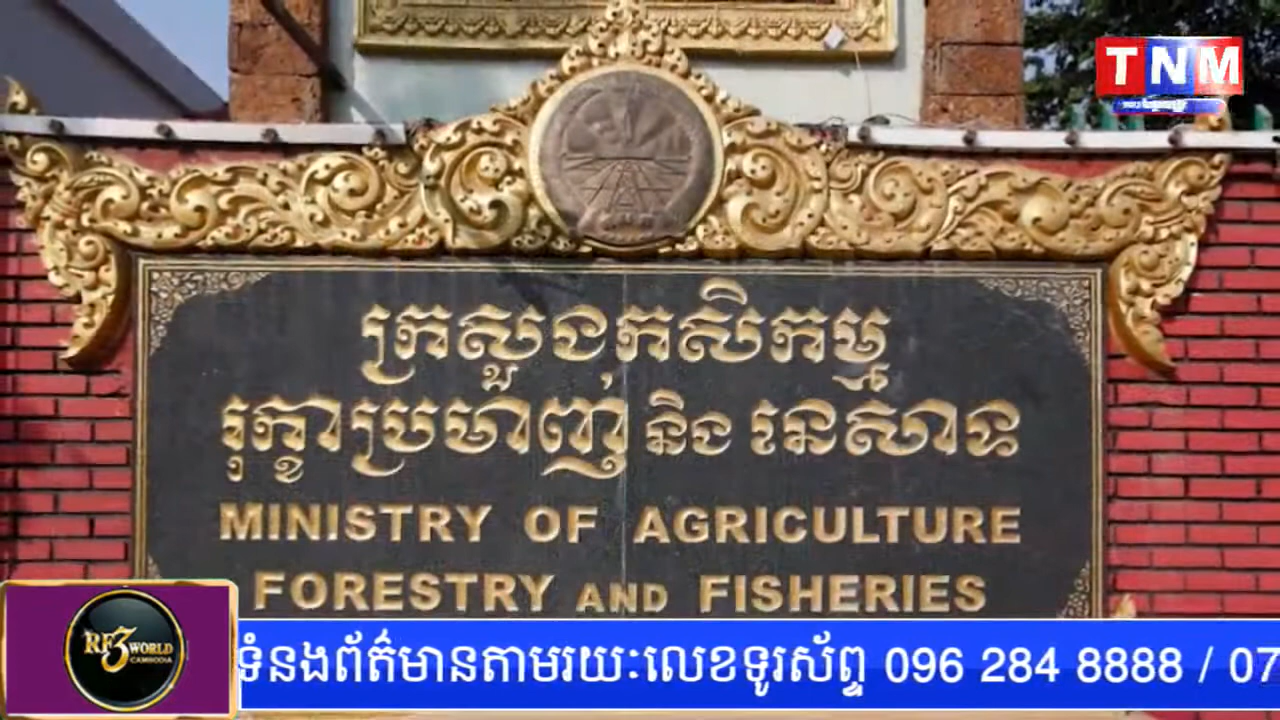 TNM
ក្រសួងកសិកម្ម
រុក្ខាប្រមាញ់ និង នេសាទ
MINISTRY OF AGRICULTURE
FORESTRY AND FISHERIES
RF3WORLD
CAMBODIA
ទំនងព័ត៌មានតាមរយៈលេខទូរស័ព្ទ 096 284 8888 / 07